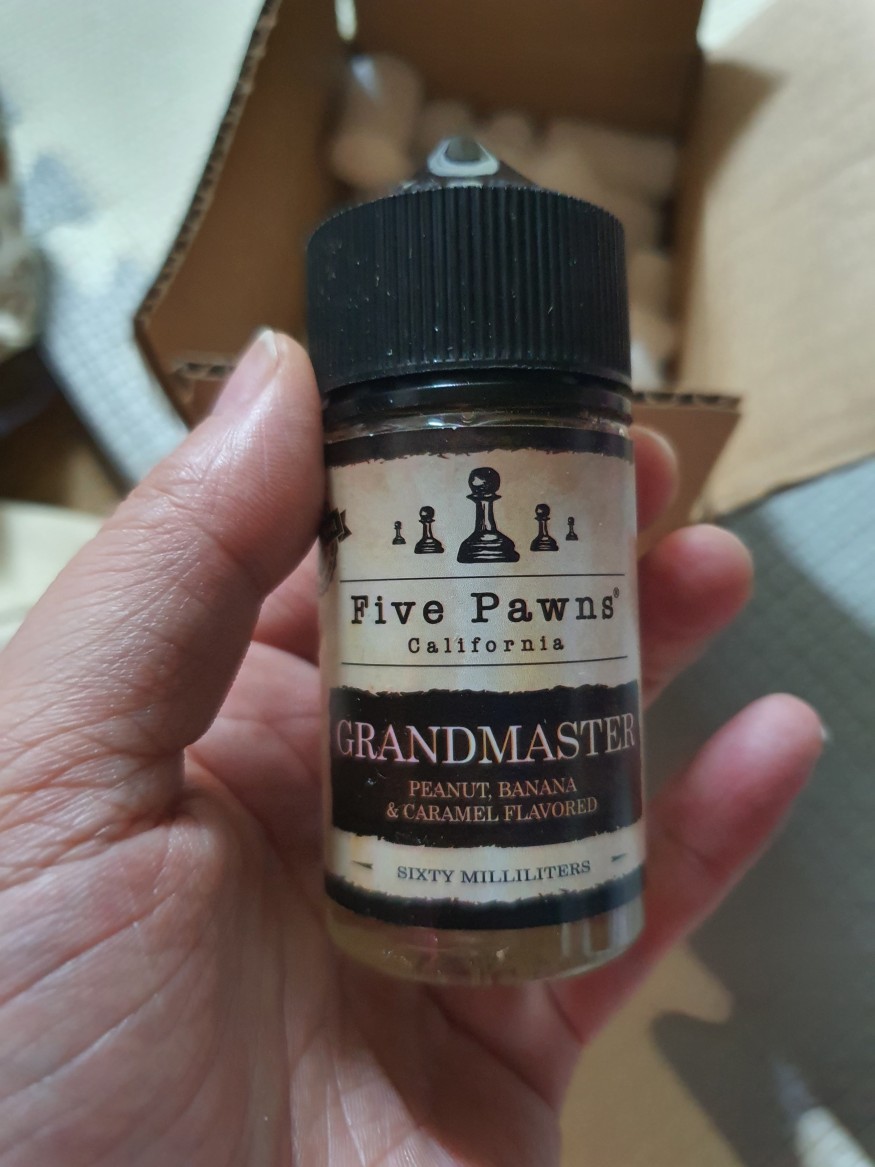 Five Pawns®
California
GRANDMASTER
PEANUT, BANANA
& CARAMEL FLAVORED
SIXTY MILLILITERS